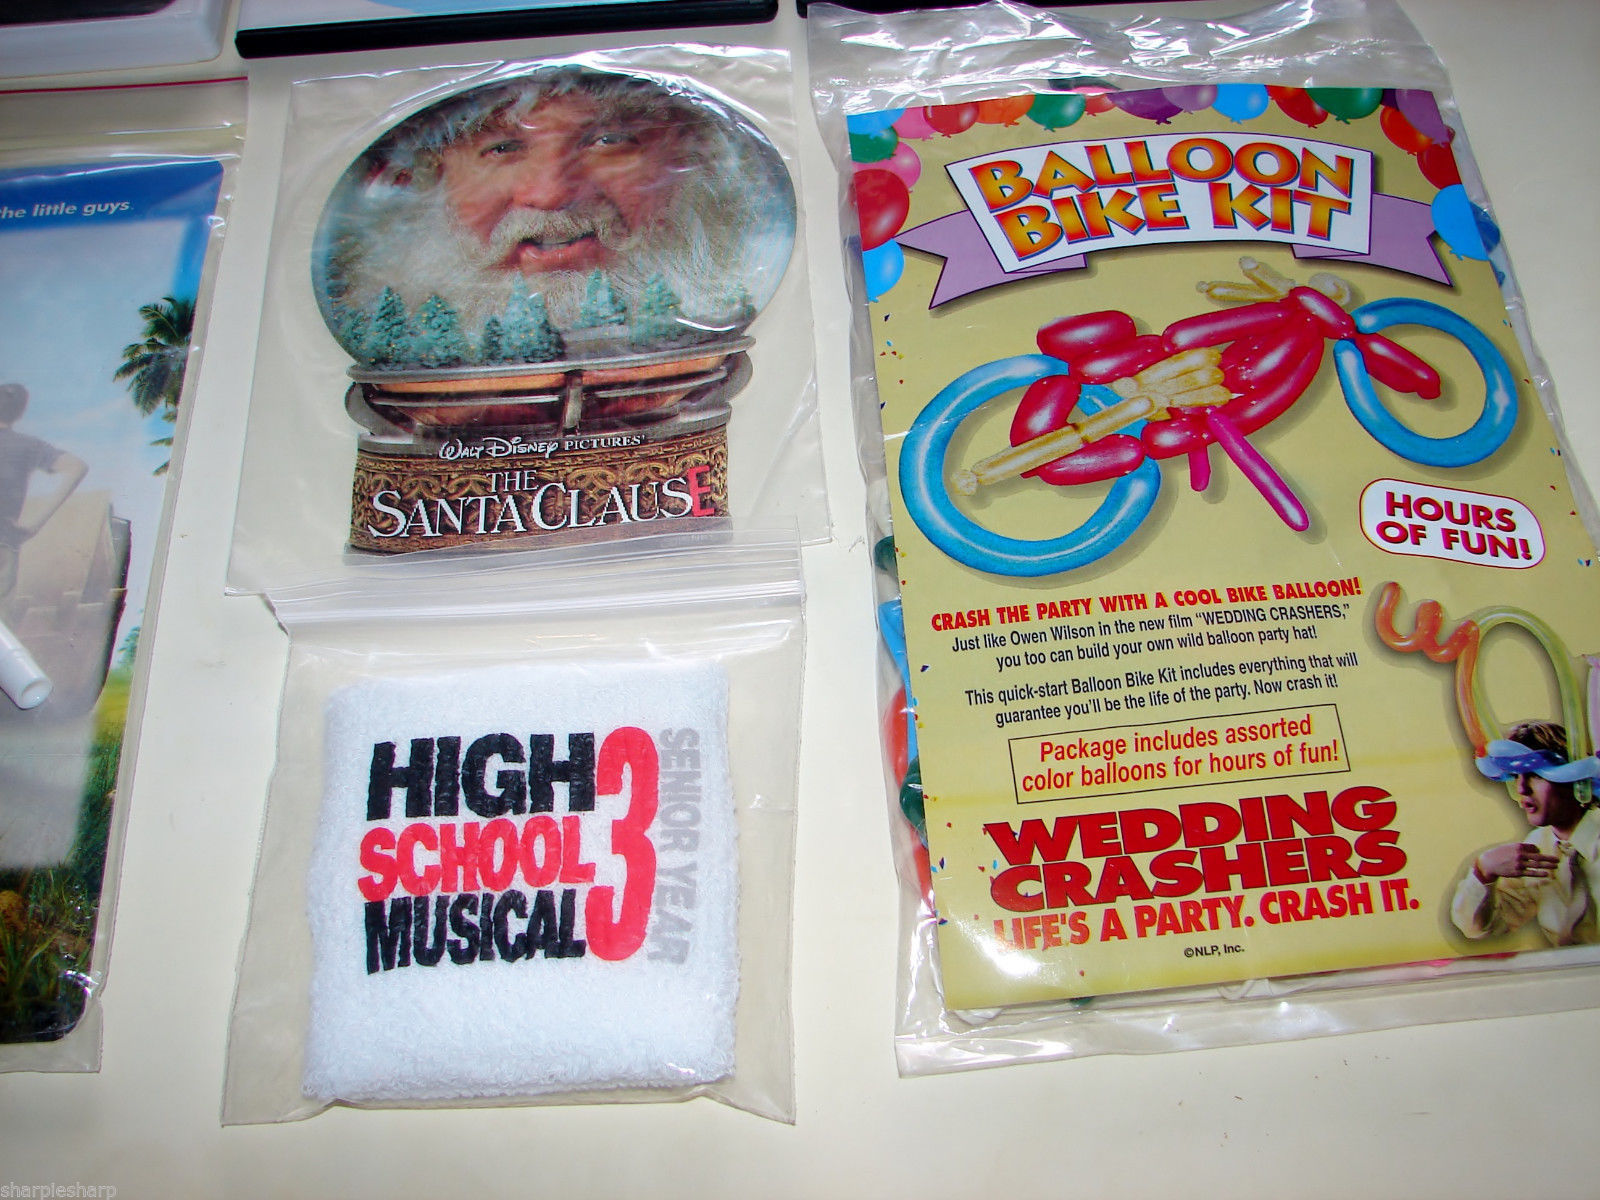 he little guys.
WALT DISNEY PICTURES'
THE
SANTA CLAUSE
HIGH
SCHOOL
MUSICAL
3
SENIOR YEAR
BALLOON
BIKE KIT
HOURS
OF FUN!
CRASH THE PARTY WITH A COOL BIKE BALLOON!
Just like Owen Wilson in the new film "WEDDING CRASHERS,"
you too can build your own wild balloon party hat!
This quick-start Balloon Bike Kit includes everything that will
guarantee you'll be the life of the party. Now crash it!
Package includes assorted
color balloons for hours of fun!
WEDDING
CRASHERS
LIFE'S A PARTY. CRASH IT.
©NLP, Inc.
sharplesharp